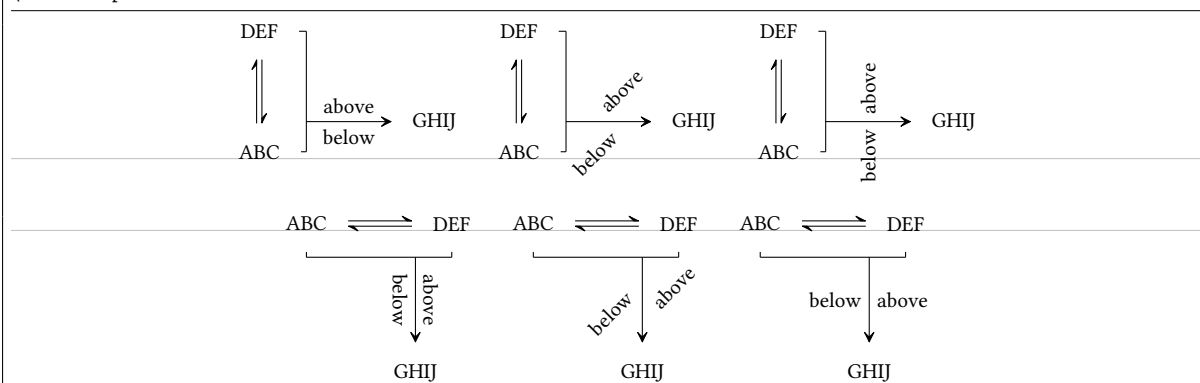 DEF DEF DEF
above above above
GHIJ GHIJ GHIJ
below below below
ABC ABC ABC
ABC DEF ABC DEF ABC DEF
below above below above below above
GHIJ GHIJ GHIJ